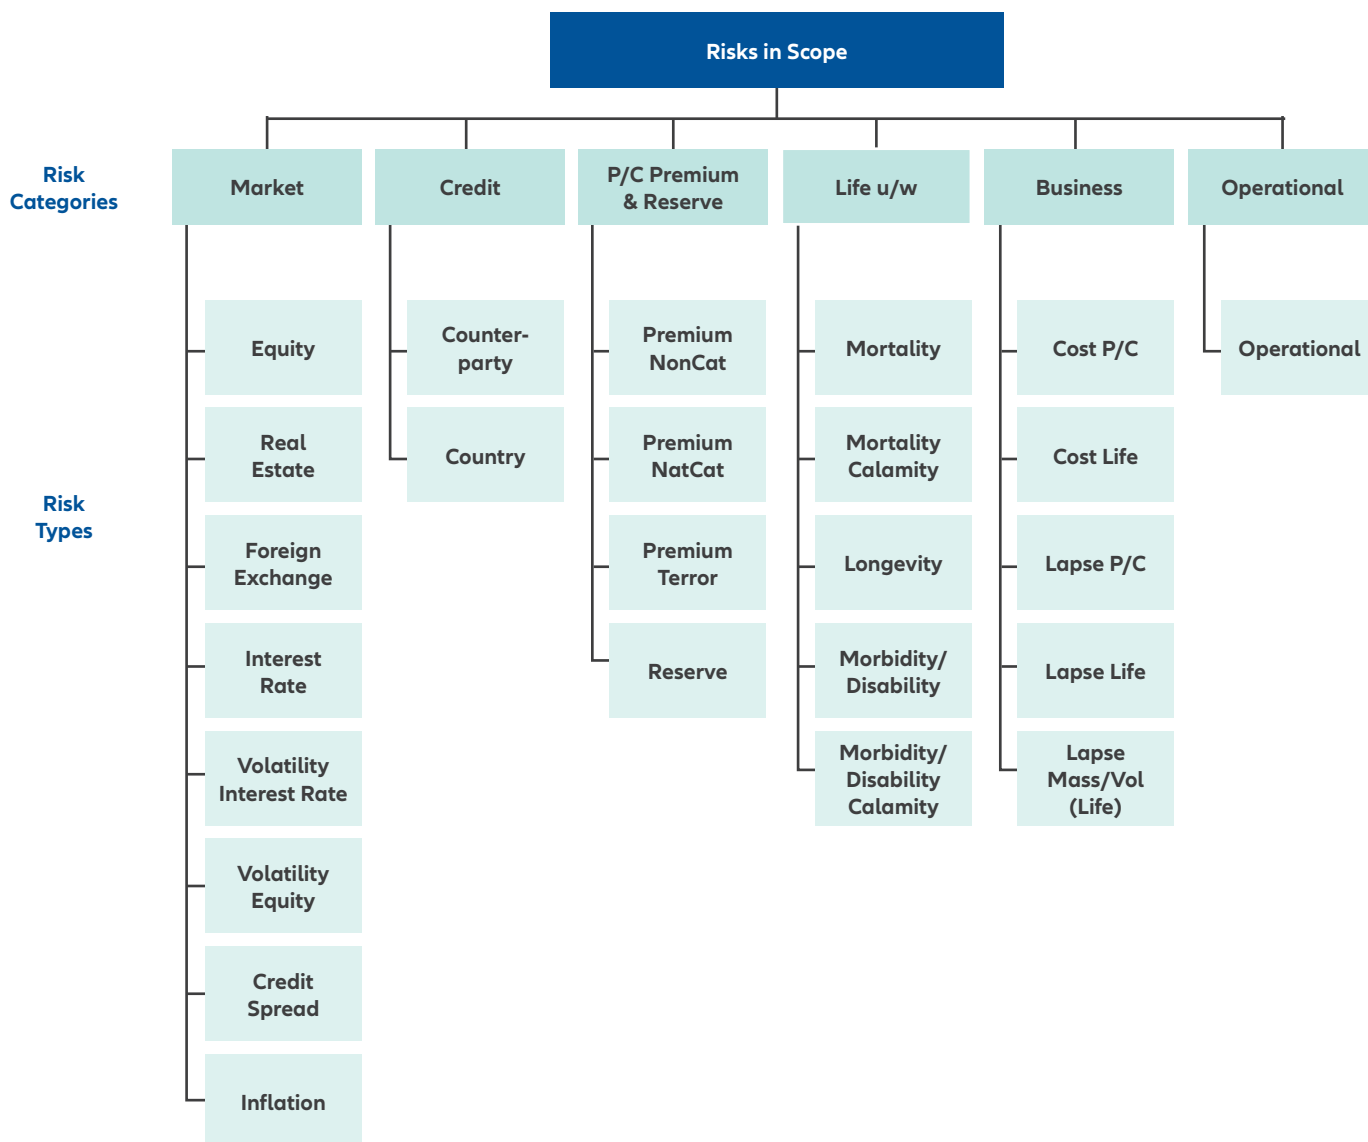 Risks in Scope
Risk
Categories
Market
Credit
P/C Premium
& Reserve
Life u/w
Business
Operational
Risk
Types
Equity
Real
Estate
Foreign
Exchange
Interest
Rate
Volatility
Interest Rate
Volatility
Equity
Credit
Spread
Inflation
Counter-
party
Country
Premium
NonCat
Premium
NatCat
Premium
Terror
Reserve
Mortality
Mortality
Calamity
Longevity
Morbidity/
Disability
Morbidity/
Disability
Calamity
Cost P/C
Cost Life
Lapse P/C
Lapse Life
Lapse
Mass/Vol
(Life)
Operational